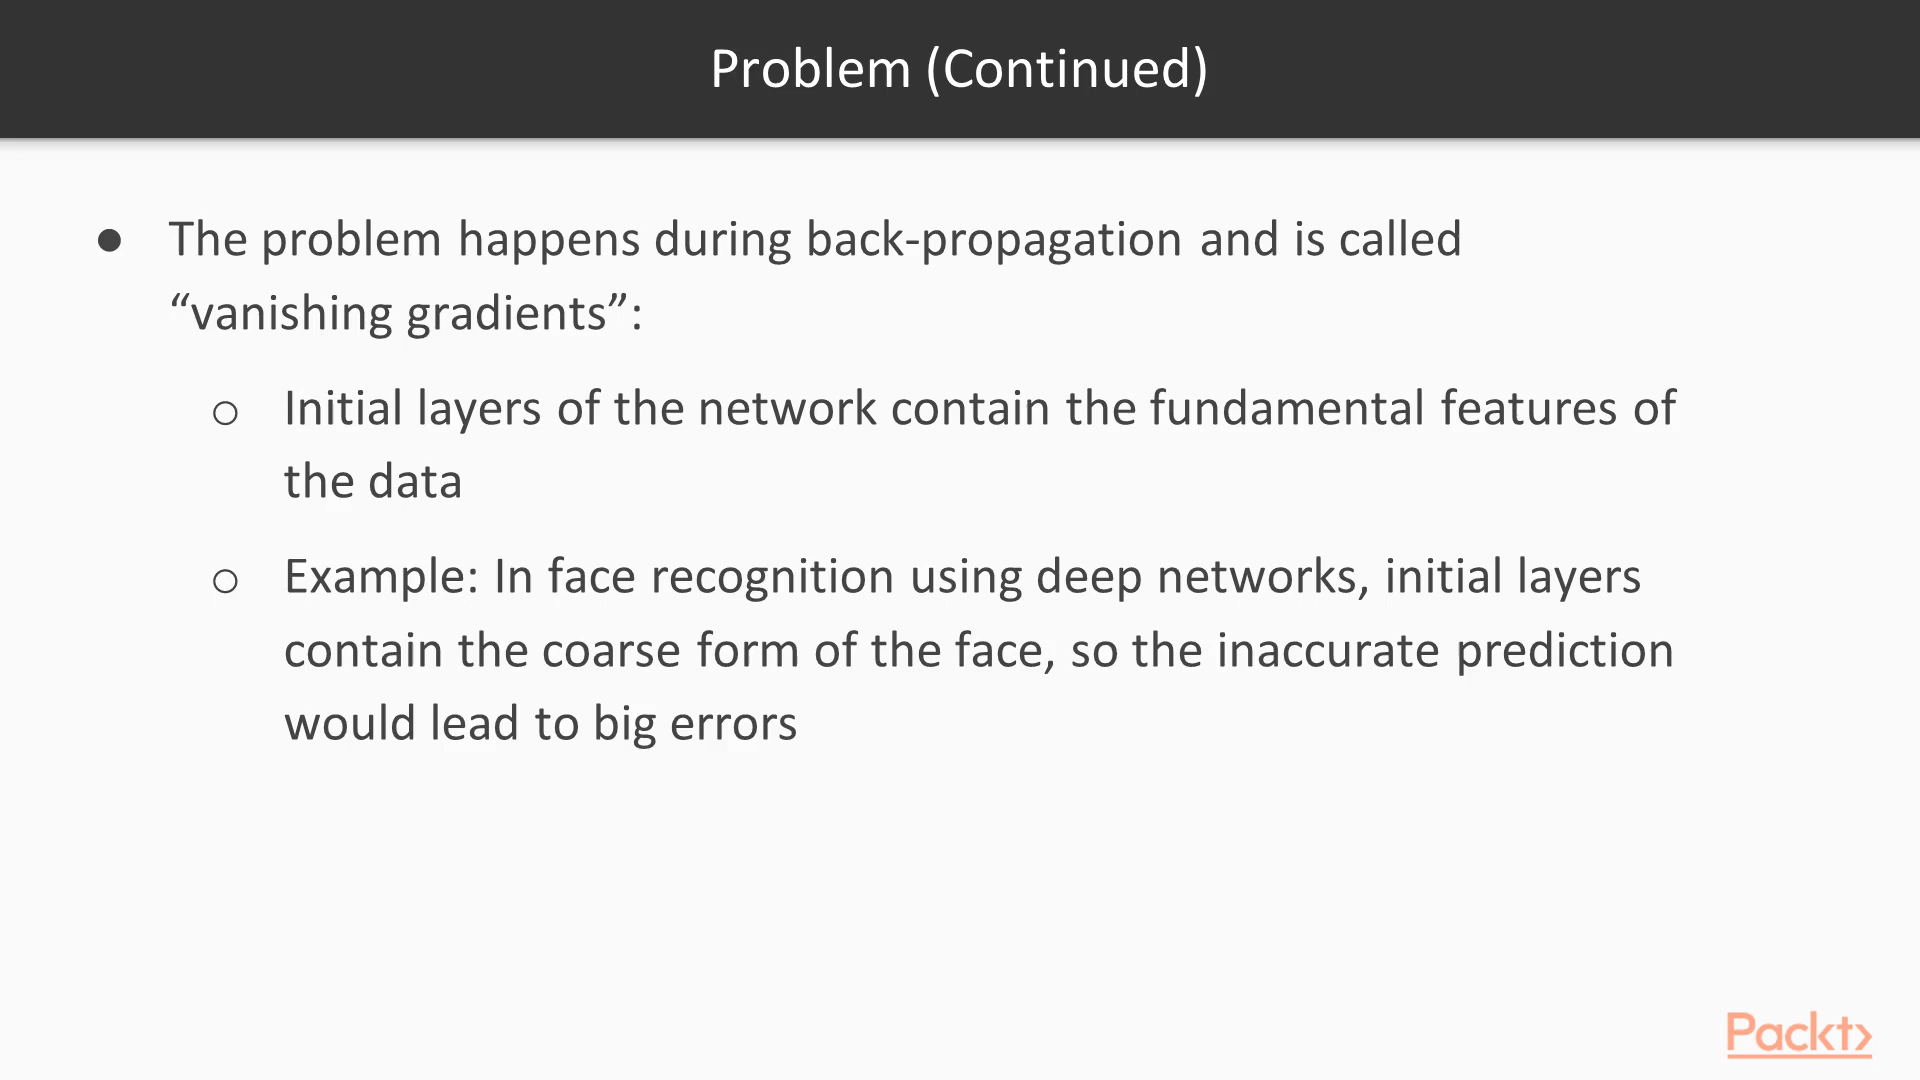 Problem (Continued)
● The problem happens during back-propagation and is called
“vanishing gradients”:
○ Initial layers of the network contain the fundamental features of
the data
○ Example: In face recognition using deep networks, initial layers
contain the coarse form of the face, so the inaccurate prediction
would lead to big errors
Packt>